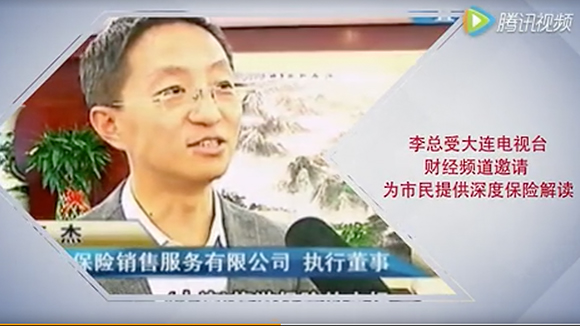 腾讯视频
李总受大连电视台
财经频道邀请
为市民提供深度保险解读
杰
保险销售服务有限公司 执行董事